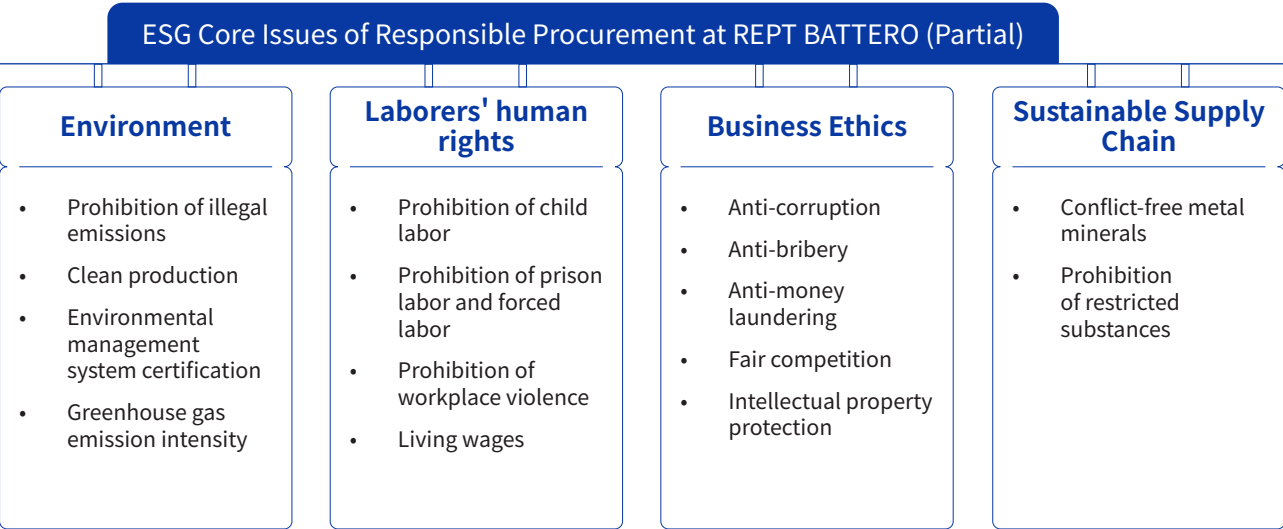 ESG Core Issues of Responsible Procurement at REPT BATTERO (Partial)
Environment
• Prohibition of illegal
emissions
• Clean production
• Environmental
management
system certification
• Greenhouse gas
emission intensity
Laborers' human
rights
• Prohibition of child
labor
• Prohibition of prison
labor and forced
labor
• Prohibition of
workplace violence
• Living wages
Business Ethics
• Anti-corruption
• Anti-bribery
• Anti-money
laundering
• Fair competition
• Intellectual property
protection
Sustainable Supply
Chain
• Conflict-free metal
minerals
• Prohibition
of restricted
substances